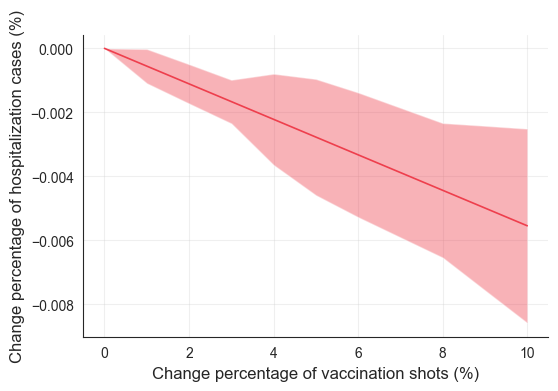 Change percentage of hospitalization cases (%)
0.000
−0.002
−0.004
−0.006
−0.008
0 2 4 6 8 10
Change percentage of vaccination shots (%)